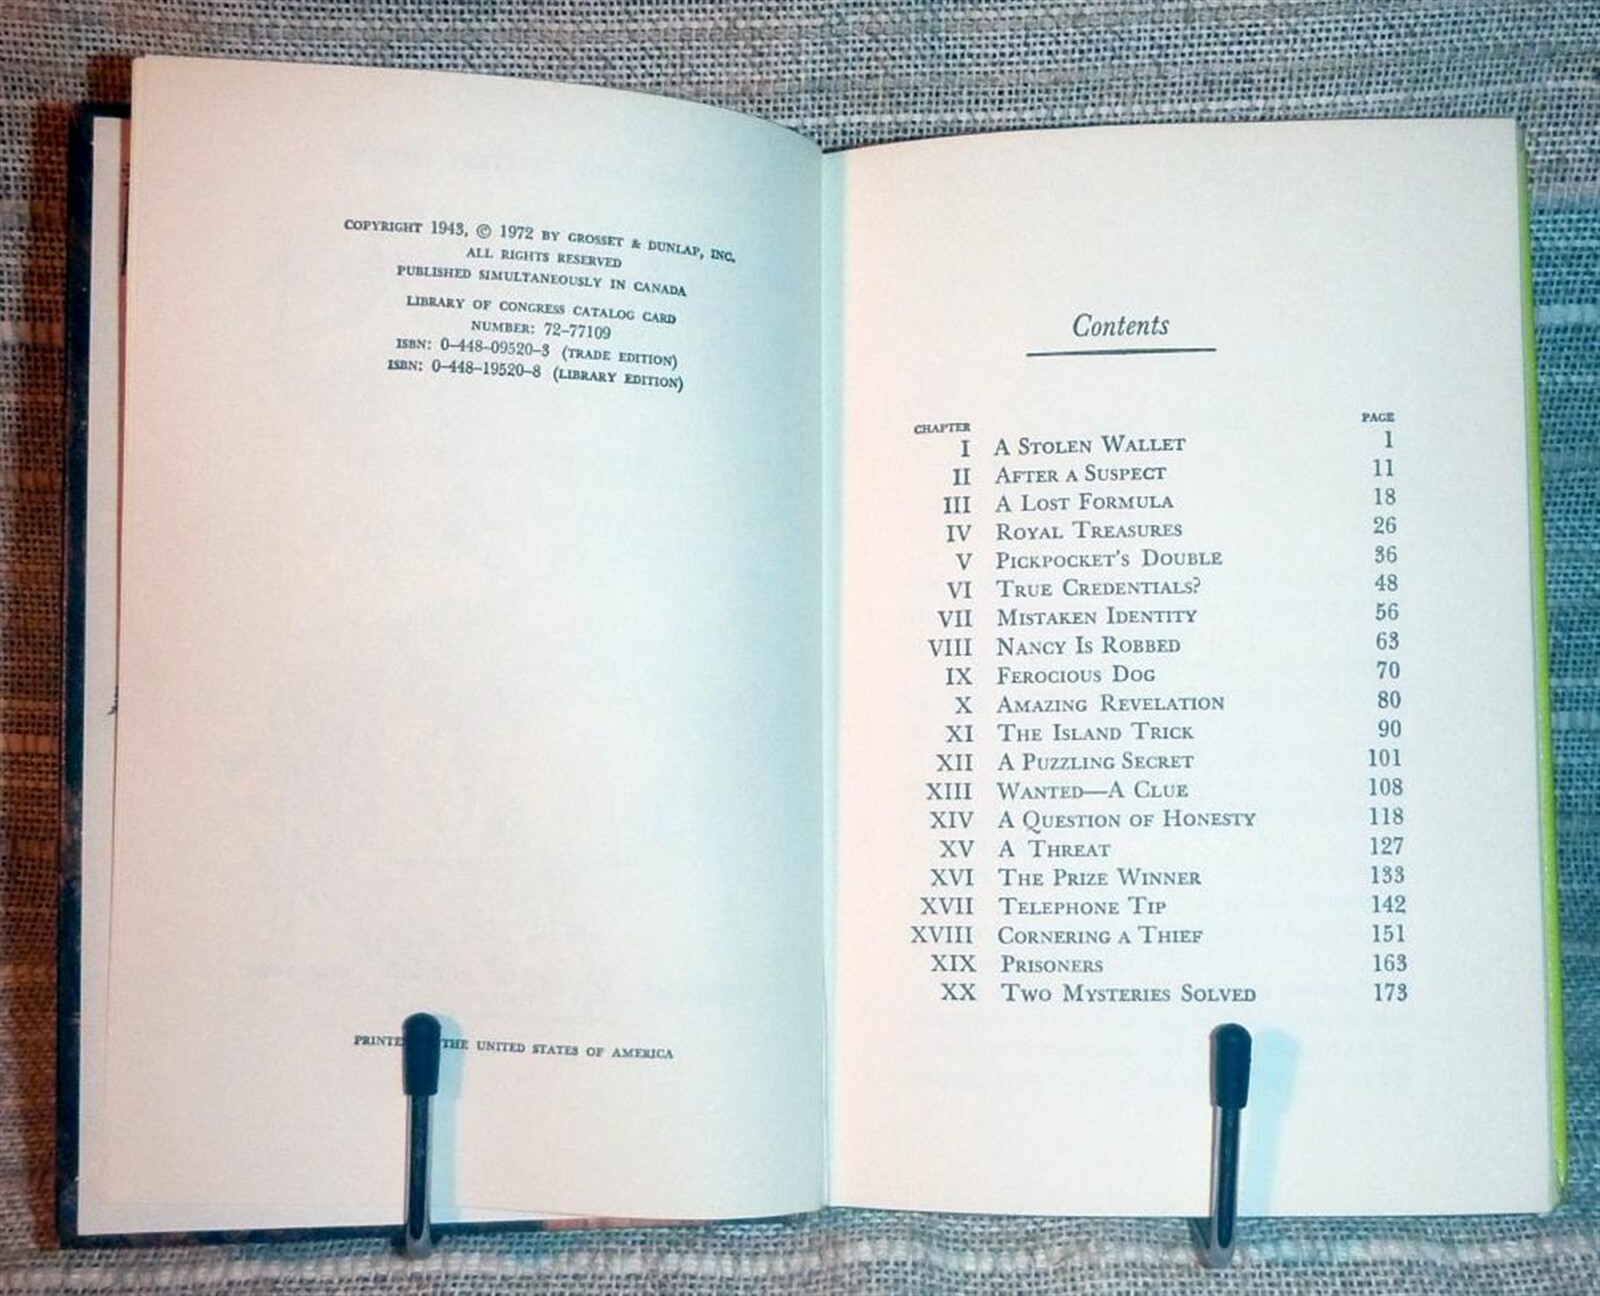 COPYRIGHT 1943, © 1972 BY GROSSET & DUNLAP, INC.
ALL RIGHTS RESERVED
PUBLISHED SIMULTANEOUSLY IN CANADA
LIBRARY OF CONGRESS CATALOG CARD
NUMBER: 72–77109
ISBN: 0–448–09520–3 (TRADE EDITION)
ISBN: 0–448–19520–8 (LIBRARY EDITION)
THE UNITED STATES OF AMERICA
Contents
CHAPTER PAGE
I A STOLEN WALLET 1
II AFTER A SUSPECT 11
III A LOST FORMULA 18
IV ROYAL TREASURES 26
V PICKPOCKET'S DOUBLE 36
VI TRUE CREDENTIALS? 48
VII MISTAKEN IDENTITY 56
VIII NANCY IS ROBBED 63
IX FEROCIOUS DOG 70
X AMAZING REVELATION 80
XI THE ISLAND TRICK 90
XII A PUZZLING SECRET 101
XIII WANTED—A CLUE 108
XIV A QUESTION OF HONESTY 118
XV A THREAT 127
XVI THE PRIZE WINNER 133
XVII TELEPHONE TIP 142
XVIII CORNERING A THIEF 151
XIX PRISONERS 163
XX TWO MYSTERIES SOLVED 173